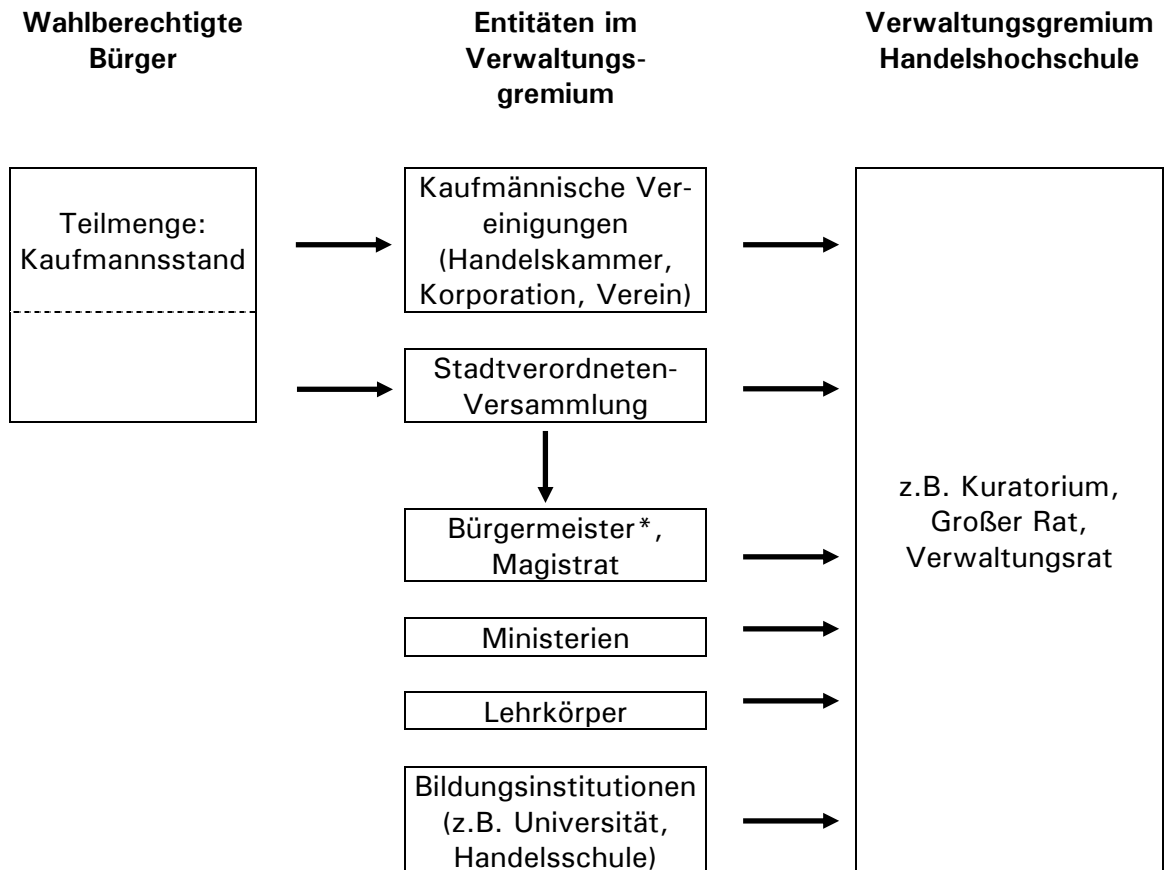 Wahlberechtigte
Bürger
Entitäten im
Verwaltungs-
gremium
Verwaltungsgremium
Handelshochschule
Teilmenge:
Kaufmannsstand
Kaufmännische Ver-
einigungen
(Handelskammer,
Korporation, Verein)
Stadtverordneten-
Versammlung
Bürgermeister*,
Magistrat
Ministerien
Lehrkörper
Bildungsinstitutionen
(z.B. Universität,
Handelsschule)
z.B. Kuratorium,
Großer Rat,
Verwaltungsrat